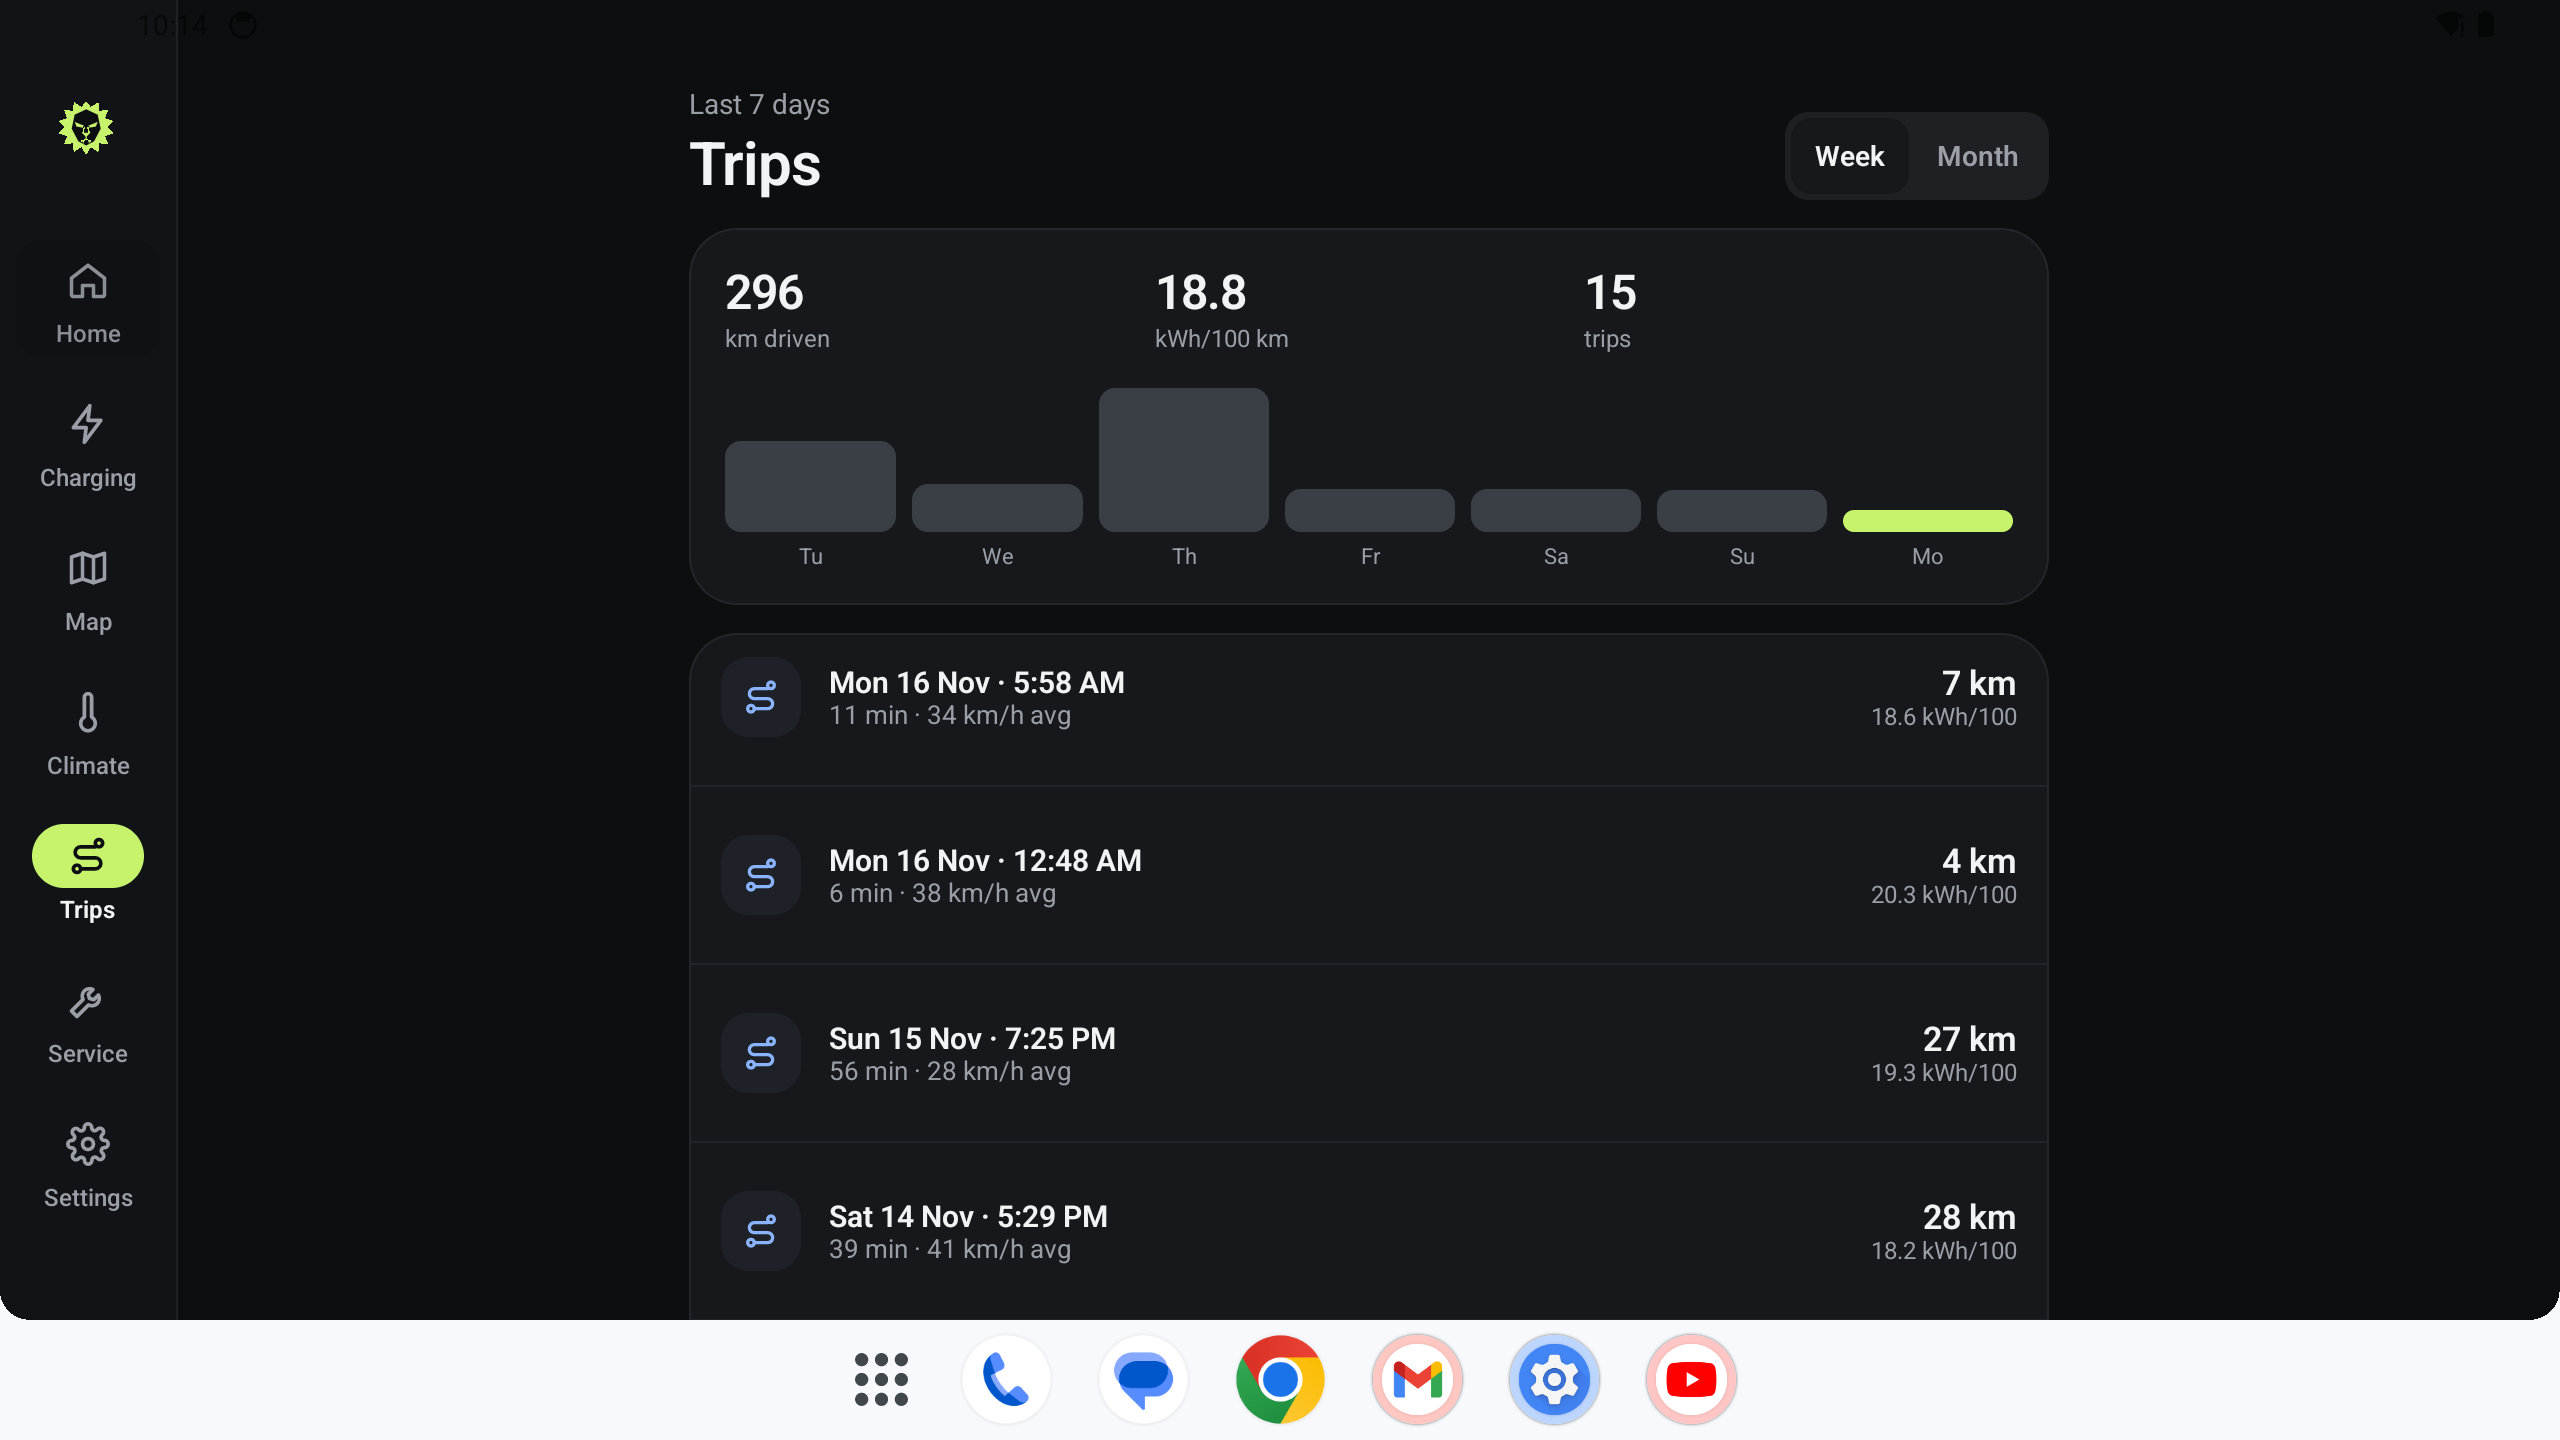 10:14
Home
Charging
Map
Climate
Trips
Service
Settings
Last 7 days
Trips
Week
Month
296
km driven
18.8
kWh/100 km
15
trips
Tu
We
Th
Fr
Sa
Su
Mo
Mon 16 Nov · 5:58 AM
11 min · 34 km/h avg
7 km
18.6 kWh/100
Mon 16 Nov · 12:48 AM
6 min · 38 km/h avg
4 km
20.3 kWh/100
Sun 15 Nov · 7:25 PM
56 min · 28 km/h avg
27 km
19.3 kWh/100
Sat 14 Nov · 5:29 PM
39 min · 41 km/h avg
28 km
18.2 kWh/100